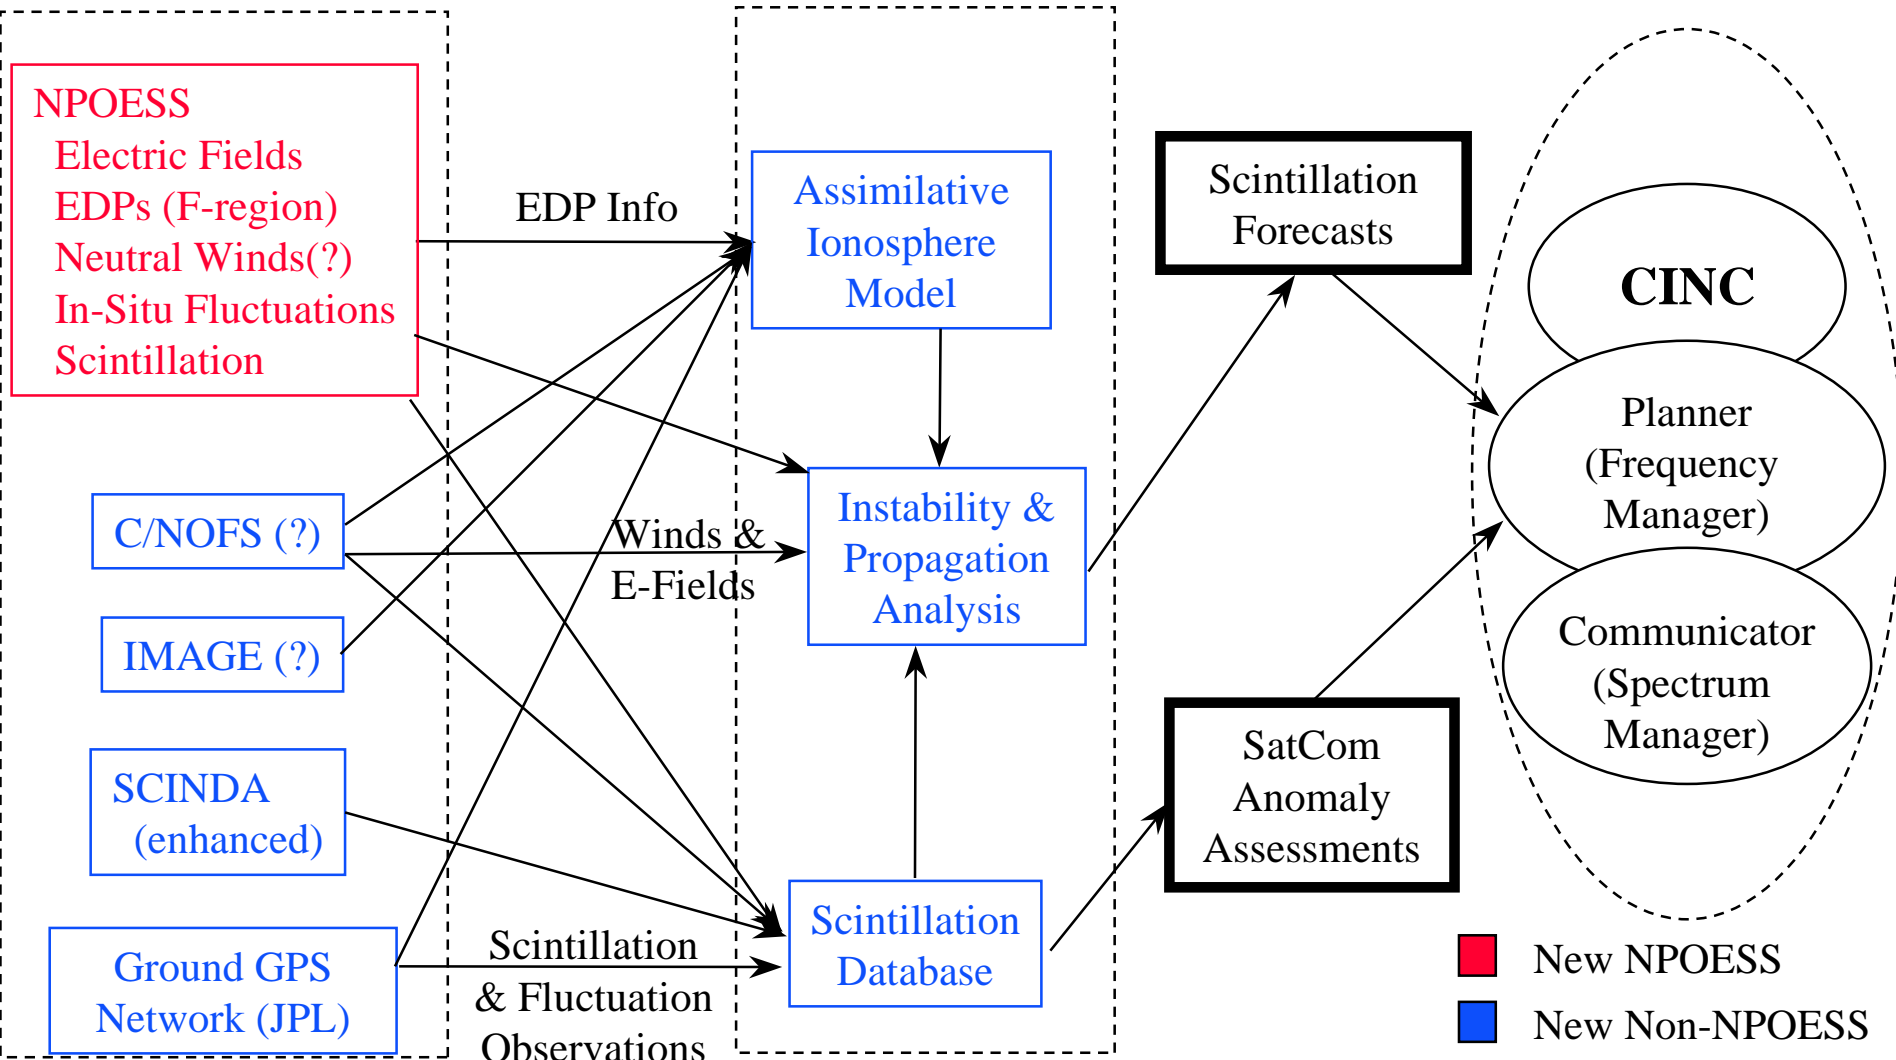 NPOESS
Electric Fields
EDPs (F-region)
Neutral Winds(?)
In-Situ Fluctuations
Scintillation
C/NOFS (?)
IMAGE (?)
SCINDA
(enhanced)
Ground GPS
Network (JPL)
EDP Info
Winds &
E-Fields
Scintillation
& Fluctuation
Observations
Assimilative
Ionosphere
Model
Instability &
Propagation
Analysis
Scintillation
Database
Scintillation
Forecasts
SatCom
Anomaly
Assessments
CINC
Planner
(Frequency
Manager)
Communicator
(Spectrum
Manager)
New NPOESS
New Non-NPOESS